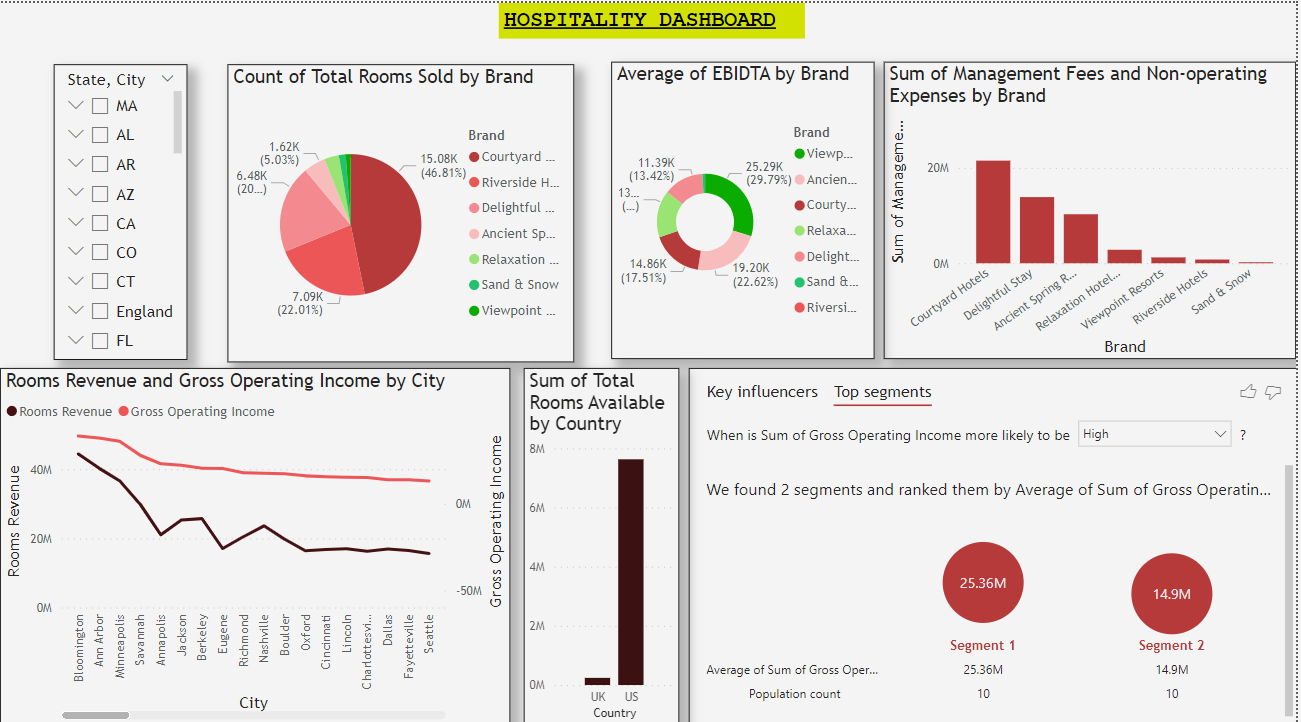 HOSPITALITY DASHBOARD
State, City
MA
AL
AR
AZ
CA
CO
CT
England
FL
Count of Total Rooms Sold by Brand
1.62K
(5.03%)
6.48K
(20...)
15.08K
(46.81%)
7.09K
(22.01%)
Brand
Courtyard ...
Riverside H...
Delightful ...
Ancient Sp...
Relaxation ...
Sand & Snow
Viewpoint ...
Average of EBIDTA by Brand
11.39K
(13.42%)
13...
(...)
25.29K
(29.79%)
14.86K
(17.51%)
19.20K
(22.62%)
Brand
Viewp...
Ancien...
Courty...
Relaxa...
Delight...
Sand &...
Riversi...
Sum of Management Fees and Non-operating
Expenses by Brand
Sum of Manageme...
20M
0M
Courtyard Hotels
Delightful Stay
Ancient Spring R...
Relaxation Hotel...
Viewpoint Resorts
Riverside Hotels
Sand & Snow
Brand
Rooms Revenue and Gross Operating Income by City
Rooms Revenue
Gross Operating Income
Rooms Revenue
40M
20M
0M
0M
-50M
Gross Operating Income
Bloomington
Ann Arbor
Minneapolis
Savannah
Annapolis
Jackson
Berkeley
Eugene
Richmond
Nashville
Boulder
Oxford
Cincinnati
Lincoln
Charlottesvi...
Dallas
Fayetteville
Seattle
City
Sum of Total
Rooms Available
by Country
8M
6M
4M
2M
0M
UK
US
Country
Key influencers
Top segments
When is Sum of Gross Operating Income more likely to be
High
?
We found 2 segments and ranked them by Average of Sum of Gross Operatin...
25.36M
14.9M
Segment 1
Segment 2
Average of Sum of Gross Oper...
25.36M
14.9M
Population count
10
10